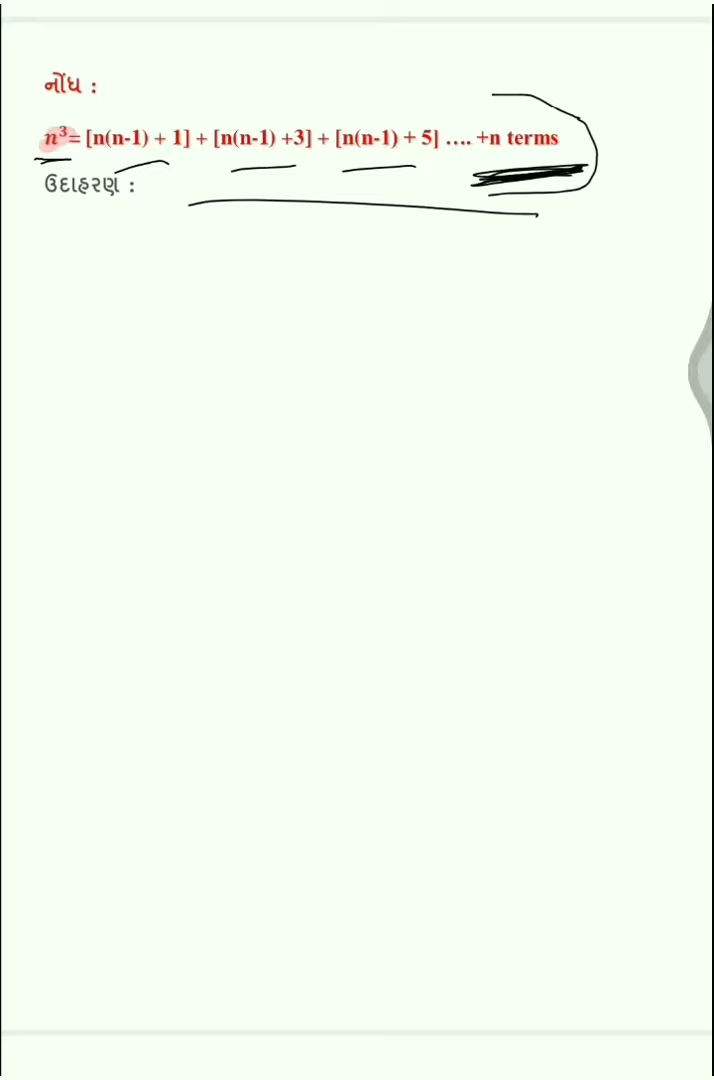 નોંધ :
n³= [n(n-1) + 1] + [n(n-1) +3] + [n(n-1) + 5] .... +n terms
ઉદાહરણ :